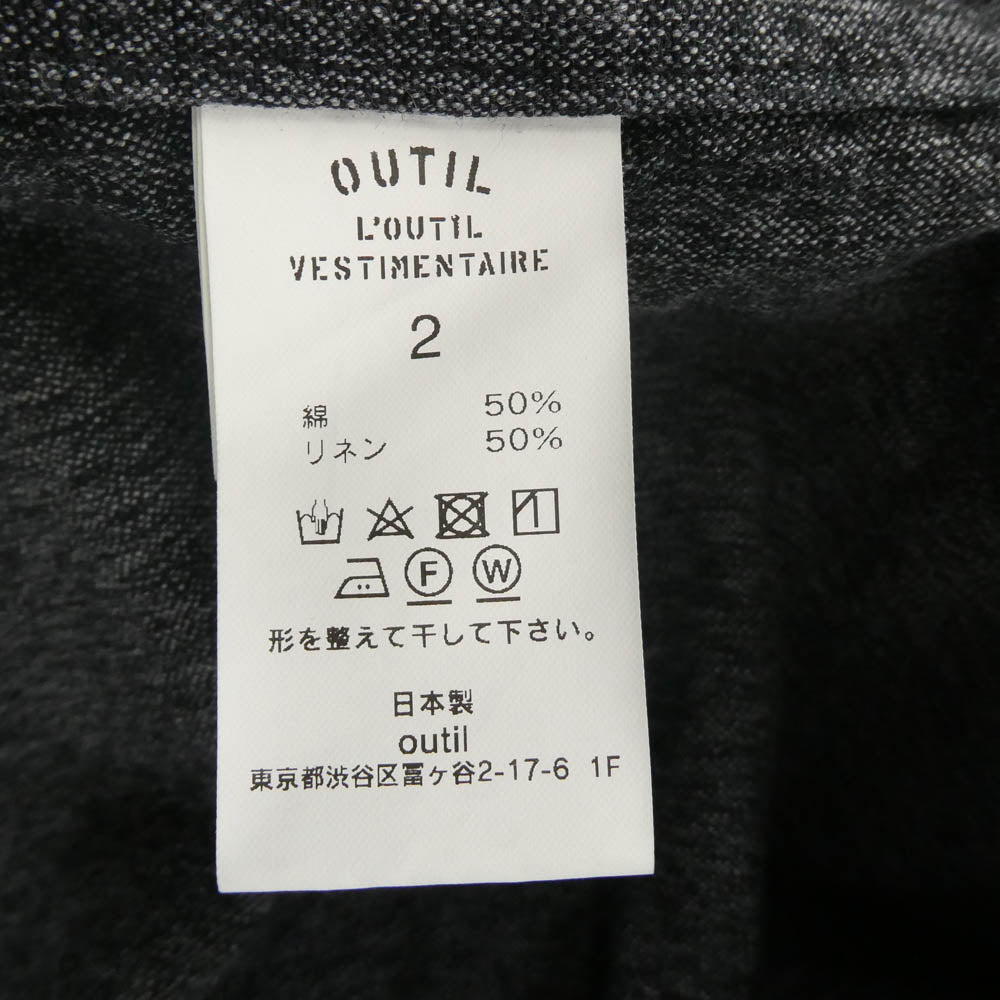 OUTIL
L'OUTIL
VESTIMENTAIRE
2
綿 50%
リネン 50%
F W
形を整えて干して下さい。
日本製
outil
東京都渋谷区冨ヶ谷2-17-6 1F